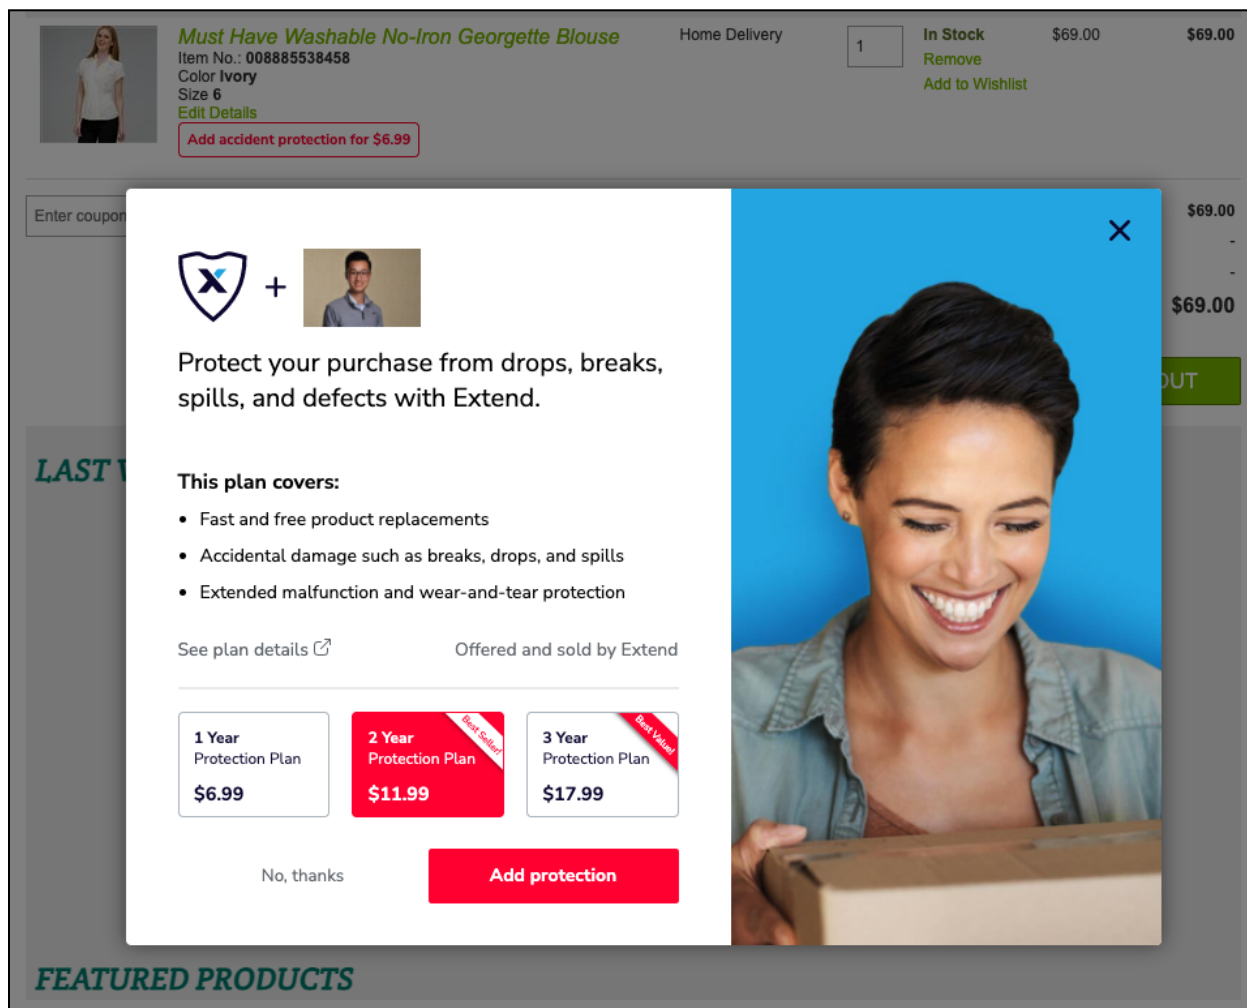 Must Have Washable No-Iron Georgette Blouse
Home Delivery
1
In Stock
$69.00
$69.00
Item No.: 008885538458
Remove
Color Ivory
Add to Wishlist
Size 6
Edit Details
Add accident protection for $6.99
Enter coupon
$69.00
-
-
$69.00
OUT
X +
Protect your purchase from drops, breaks,
spills, and defects with Extend.
LAST
This plan covers:
• Fast and free product replacements
• Accidental damage such as breaks, drops, and spills
• Extended malfunction and wear-and-tear protection
See plan details
Offered and sold by Extend
1 Year
Protection Plan
$6.99
Best Seller!
2 Year
Protection Plan
$11.99
Best Value!
3 Year
Protection Plan
$17.99
No, thanks
Add protection
FEATURED PRODUCTS